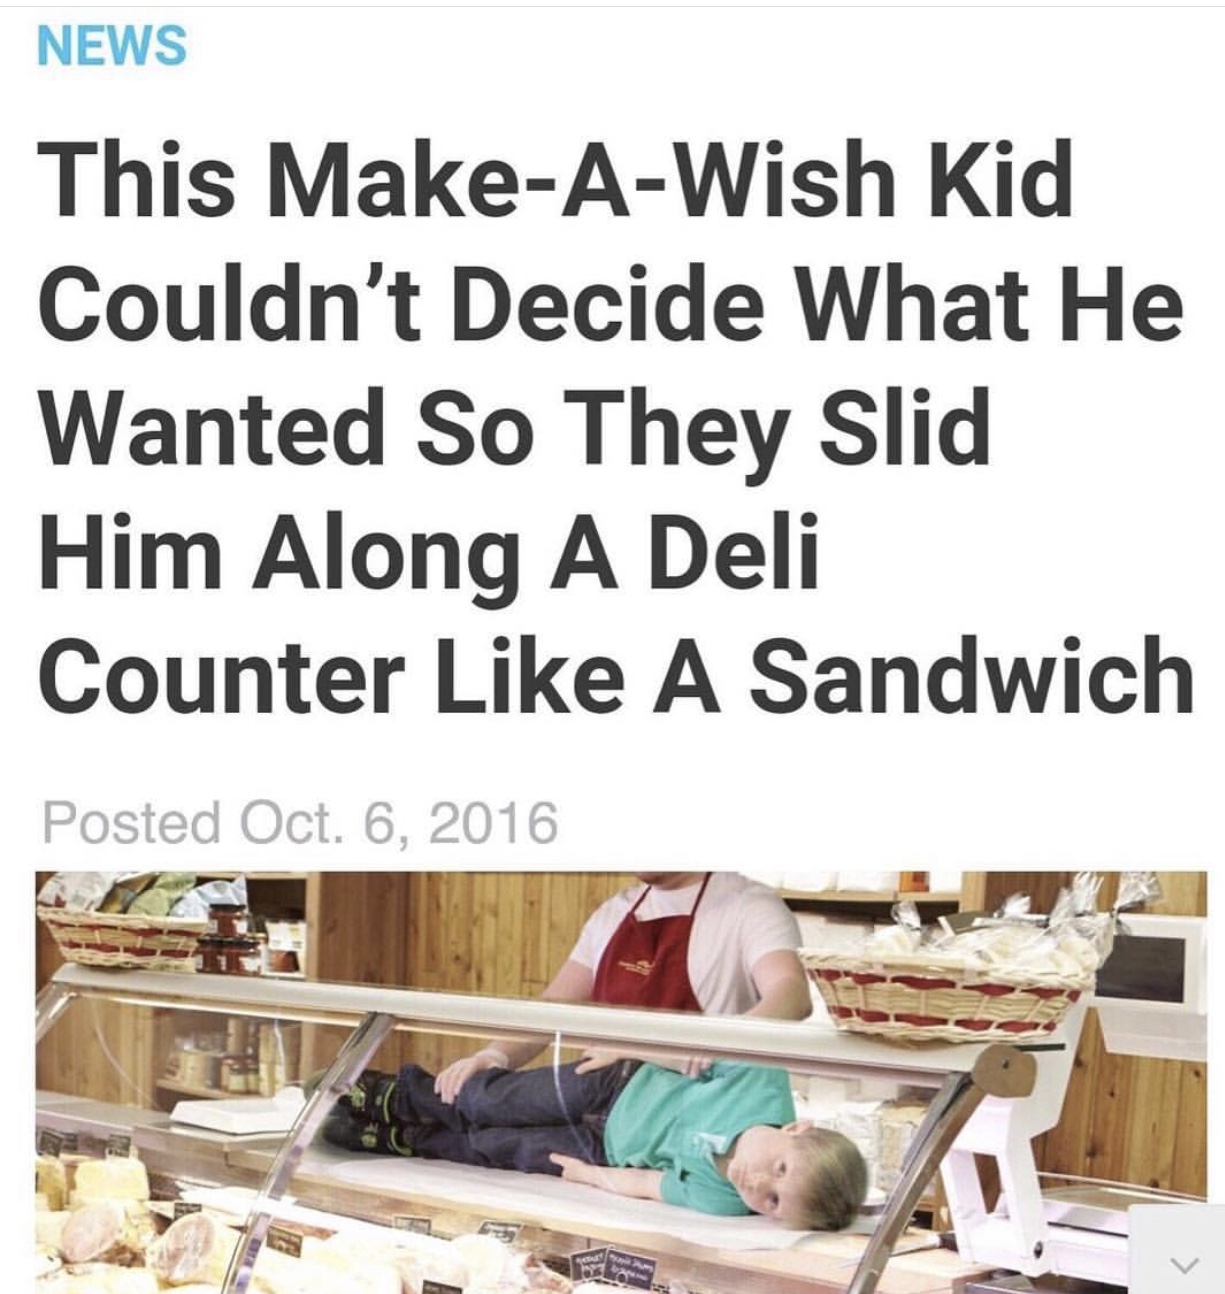 NEWS
This Make-A-Wish Kid
Couldn’t Decide What He
Wanted So They Slid
Him Along A Deli
Counter Like A Sandwich
Posted Oct. 6, 2016